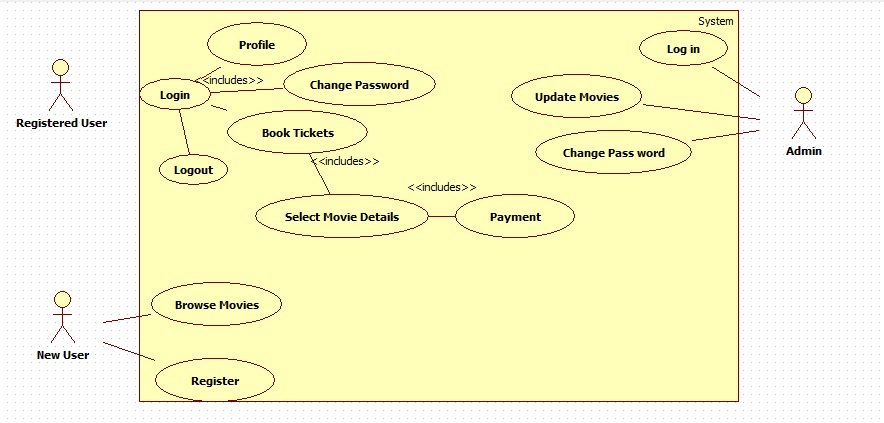 System
Profile
Log in
<<includes>>
Change Password
Login
Update Movies
Registered User
Book Tickets
Change Pass word
Admin
<<includes>>
Logout
<<includes>>
Select Movie Details
Payment
Browse Movies
New User
Register